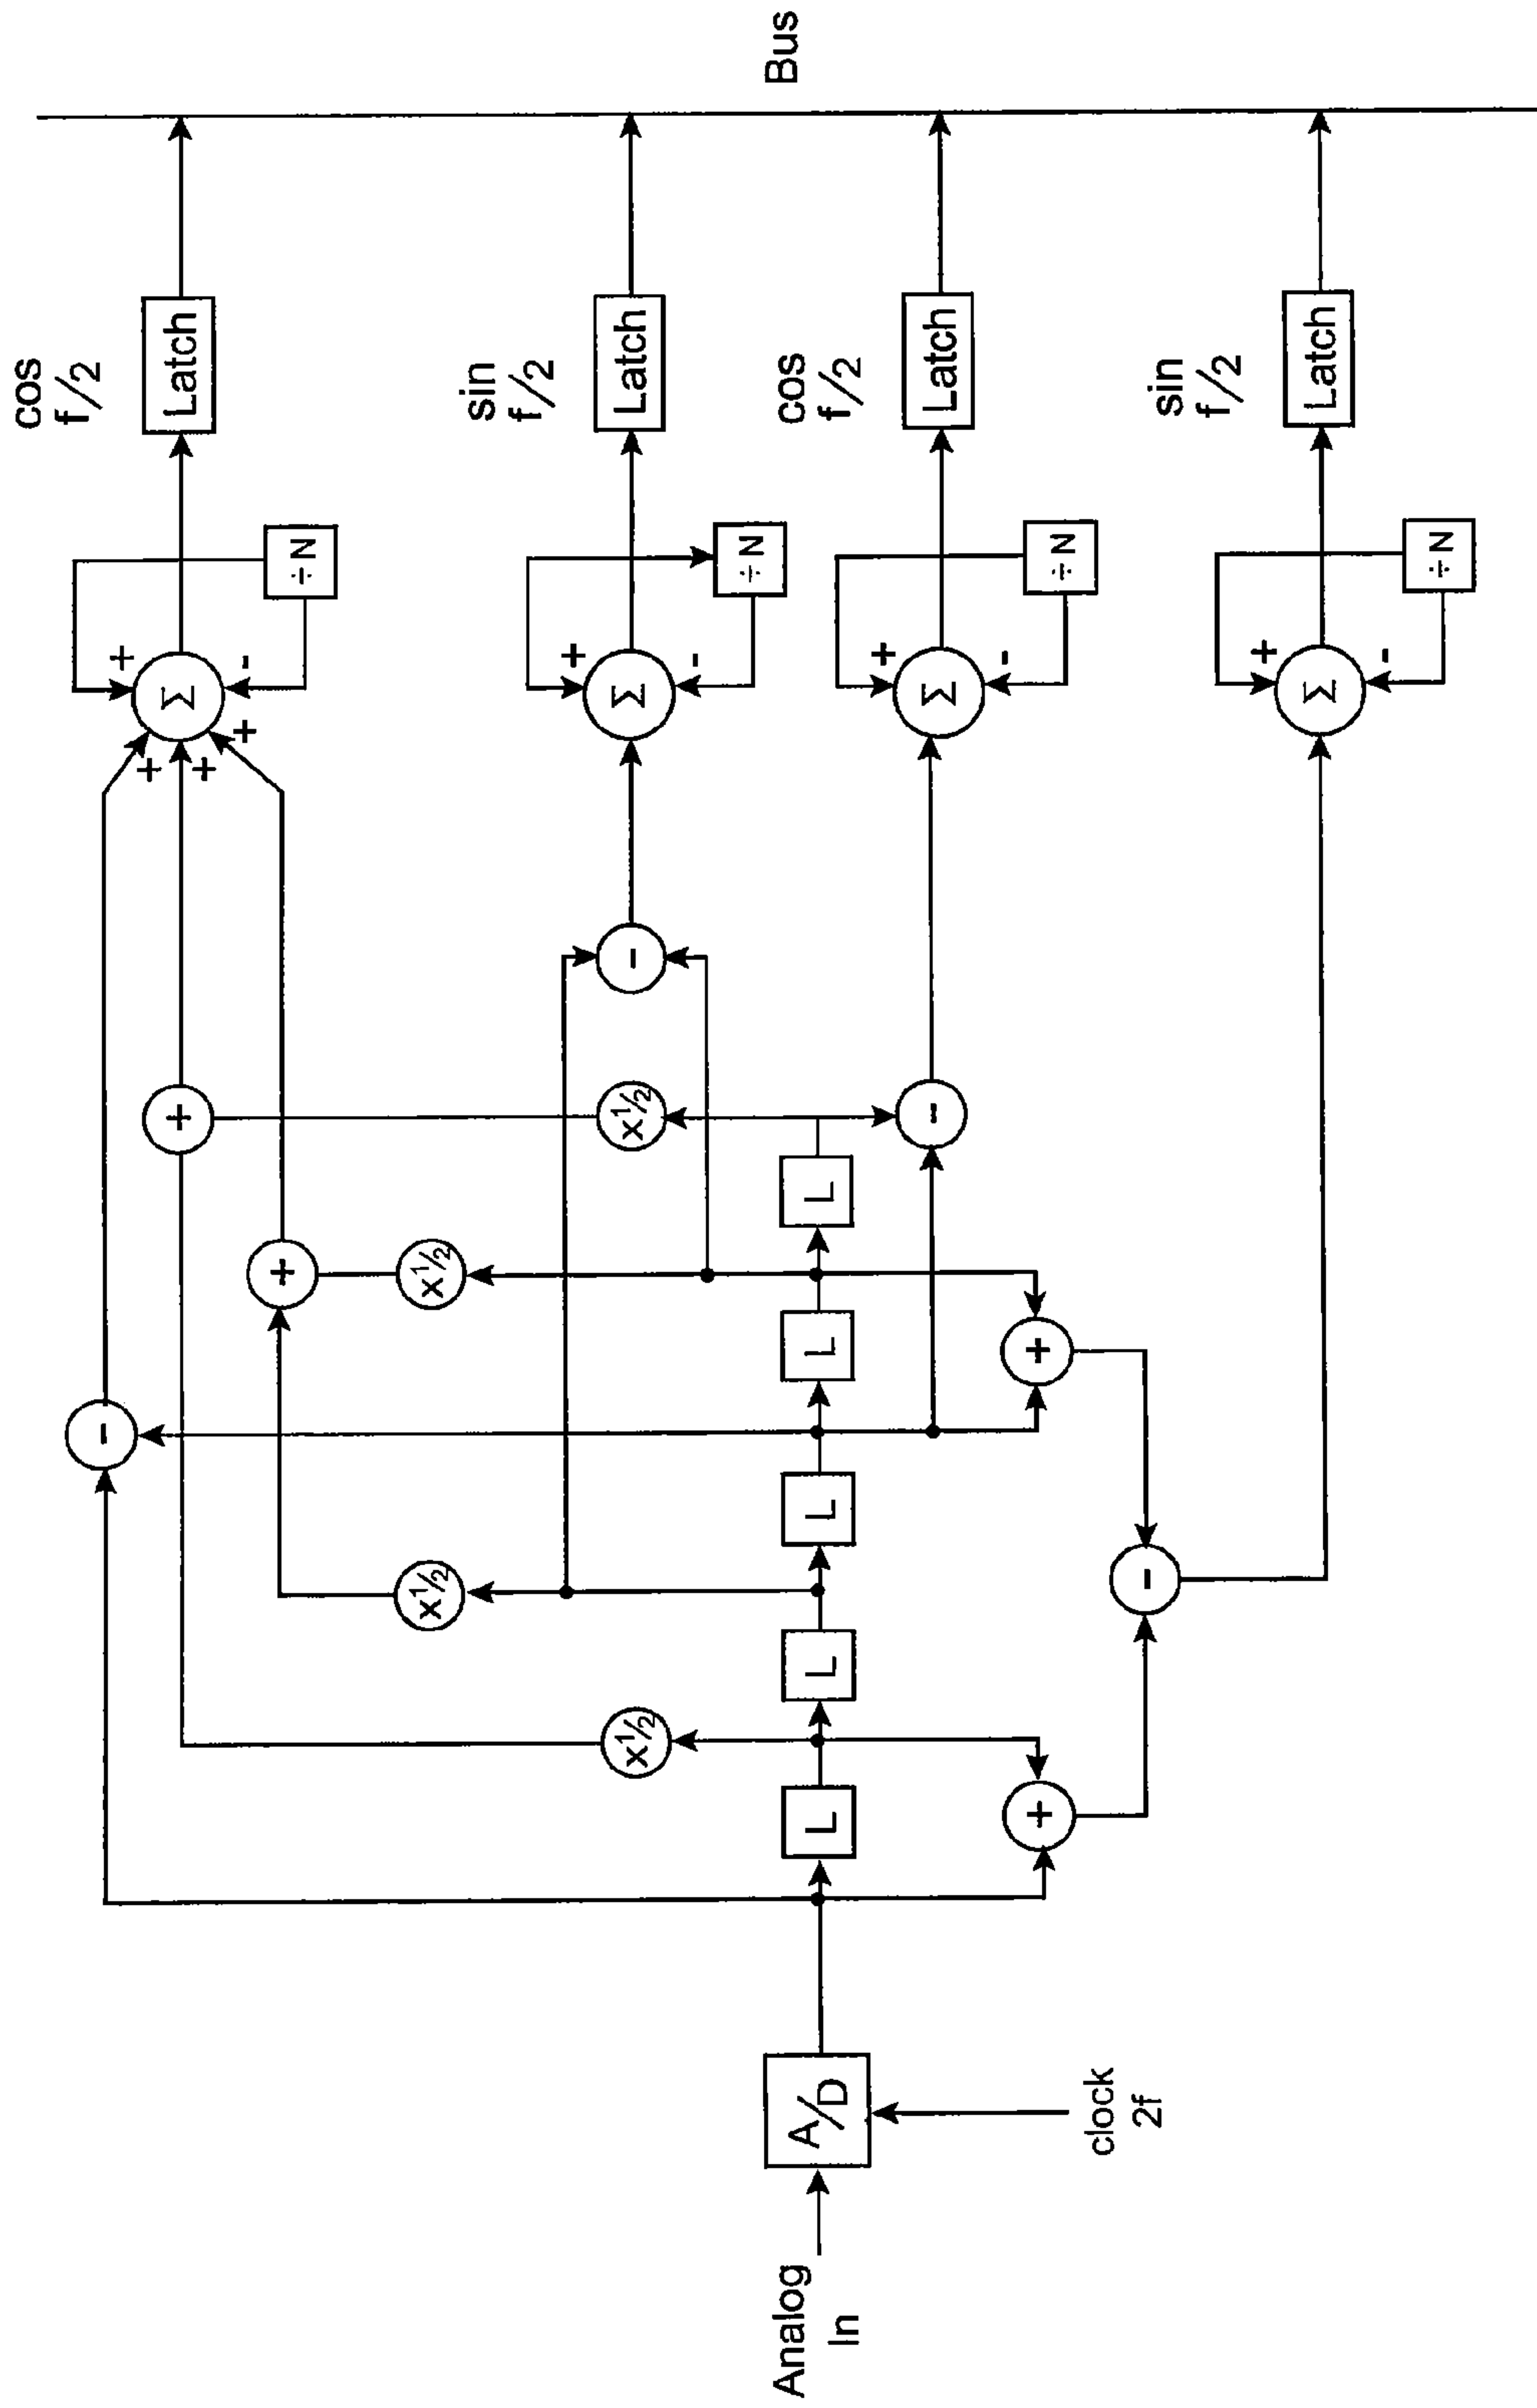 cos
f/2
-
+
+ + + Σ Latch
+ -
+
÷ N
x½ x½
sin
f/2
+
x½ x½ - Σ Latch
-
÷ N
Bus
Analog
In
A/D L L L L L
cos
f/2
+
- Σ Latch
-
+ +
÷ N
clock
2f
-
sin
f/2
+
Σ Latch
-
÷ N